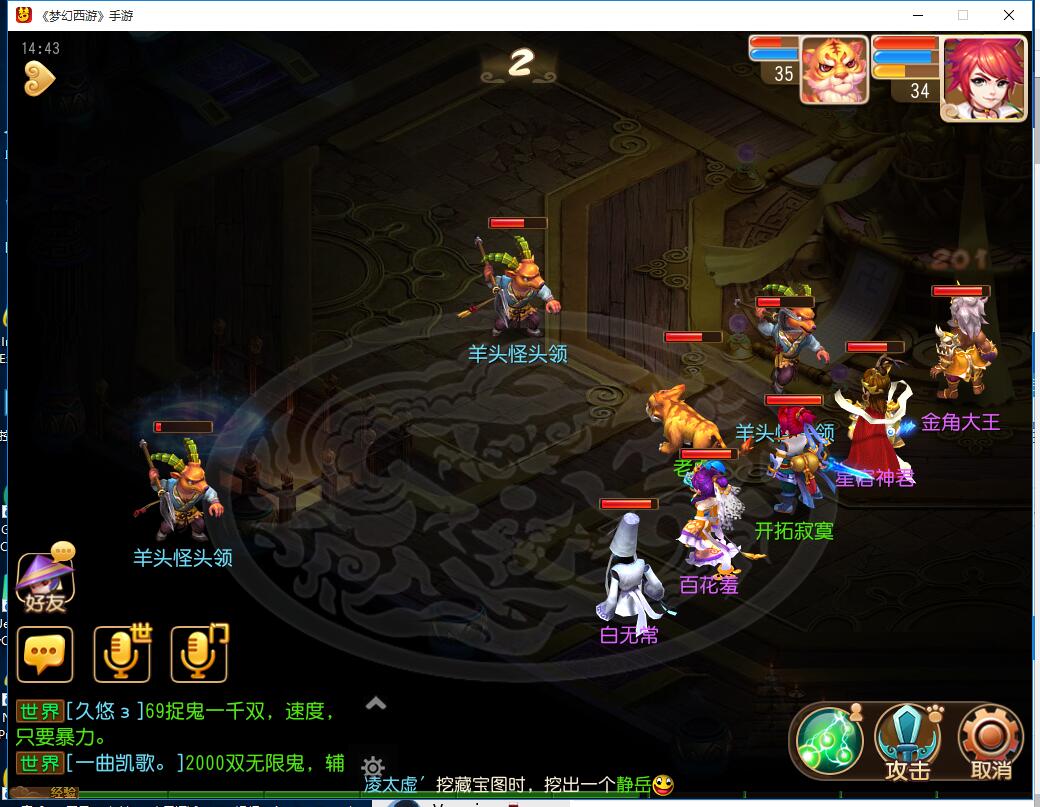 《梦幻西游》手游
14:43
2
35
34
201
羊头怪头领
金角大王
羊头怪头领
星宿神君
开拓寂寞
羊头怪头领
百花羞
白无常
好友
世
门
世界[久悠з]69捉鬼一千双，速度，
只要暴力。
世界[一曲凯歌。]2000双无限鬼，辅
凌太虚′挖藏宝图时，挖出一个静岳
攻击
取消
经验